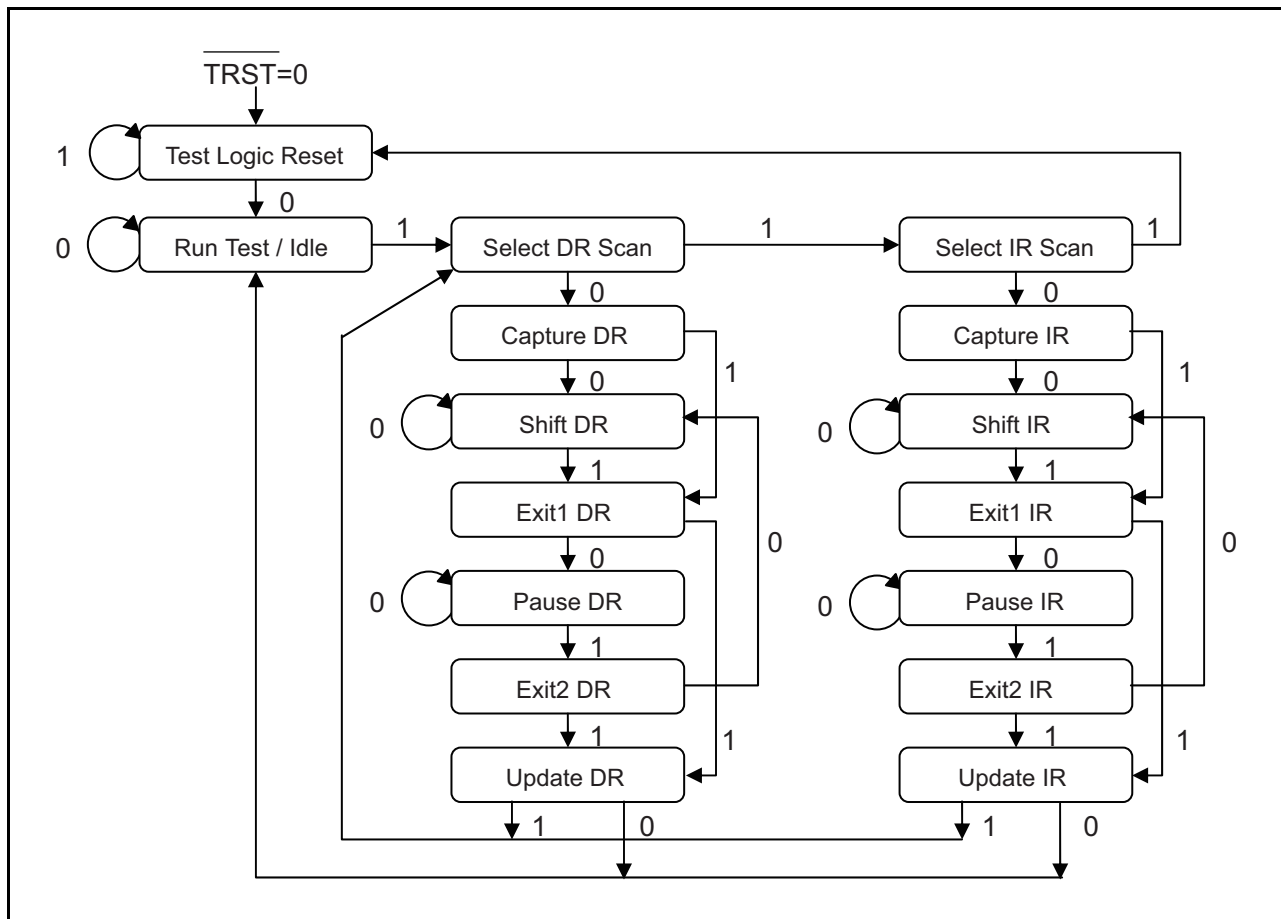 TRST=0
1
Test Logic Reset
0
0
Run Test / Idle
1
Select DR Scan
1
Select IR Scan
1
0
0
Capture DR
Capture IR
0
1
0
1
0
Shift DR
0
Shift IR
1
1
Exit1 DR
Exit1 IR
0
0
0
0
0
Pause DR
0
Pause IR
1
1
Exit2 DR
Exit2 IR
1
1
1
1
Update DR
Update IR
1
0
1
0